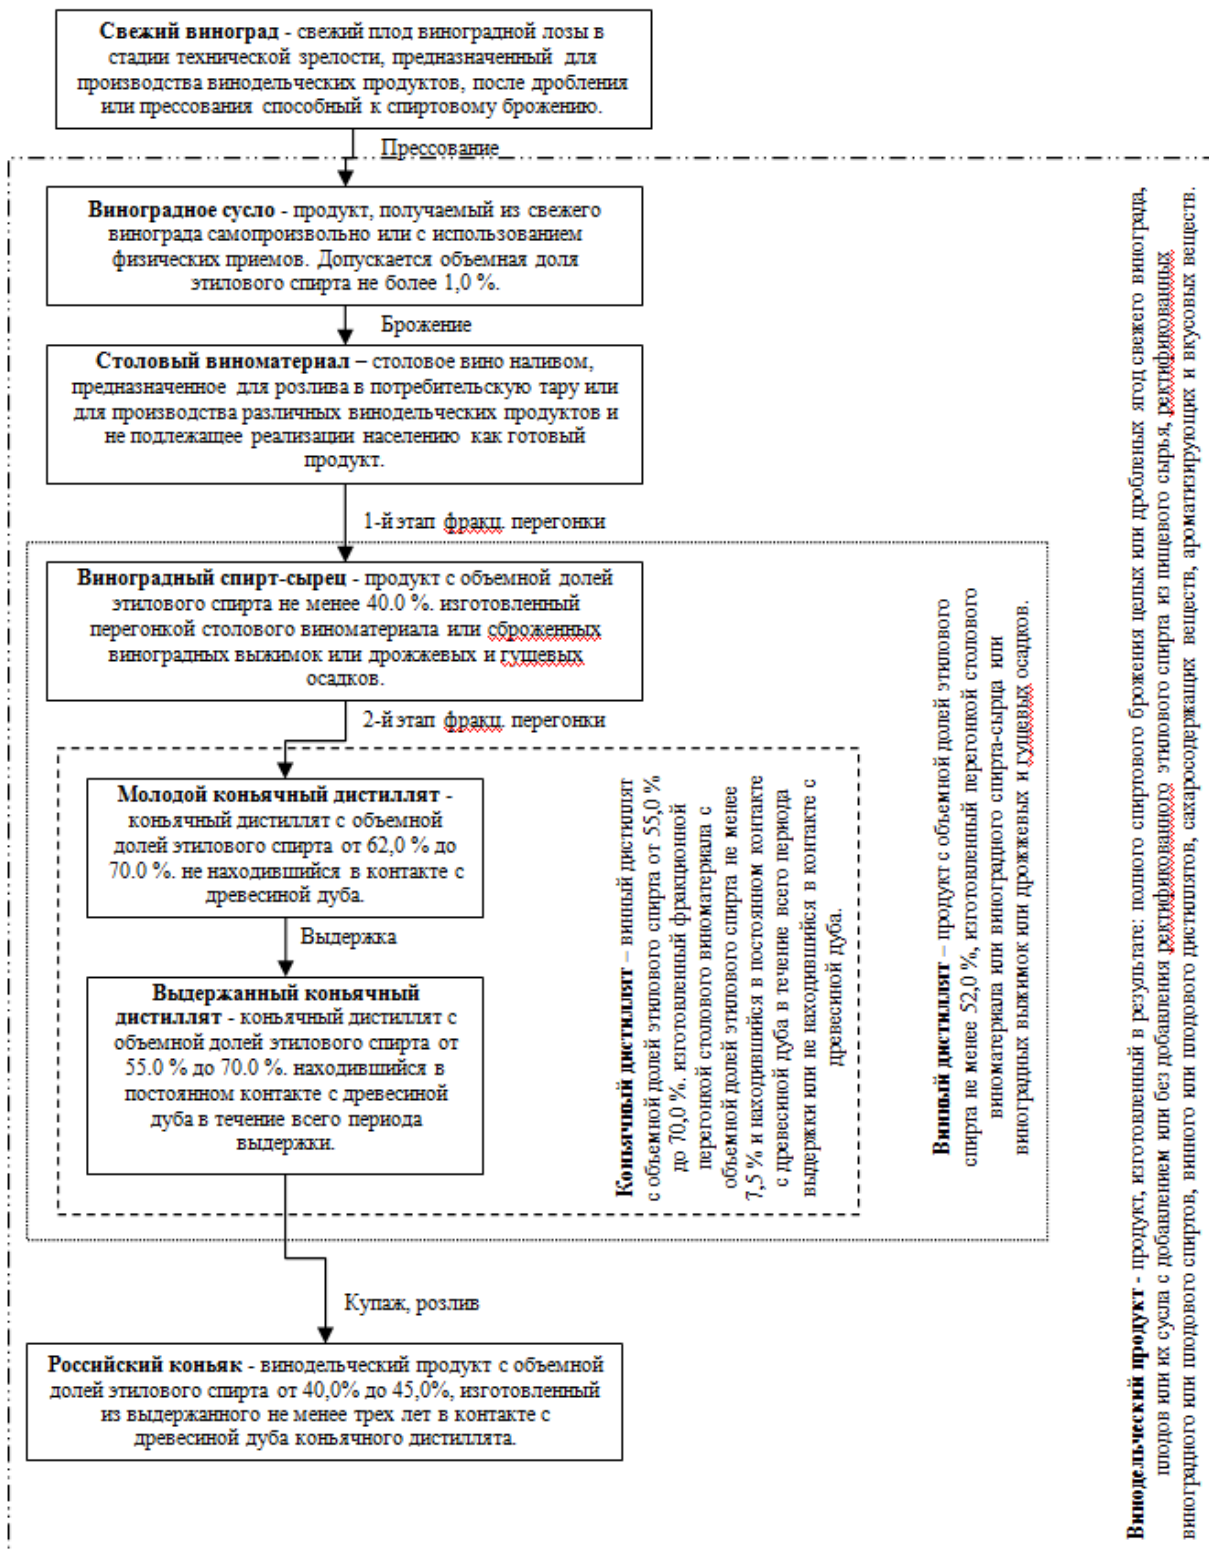 Свежий виноград - свежий плод виноградной лозы в
стадии технической зрелости, предназначенный для
производства винодельческих продуктов, после дробления
или прессования способный к спиртовому брожению.
Прессование
Виноградное сусло - продукт, получаемый из свежего
винограда самопроизвольно или с использованием
физических приемов. Допускается объемная доля
этилового спирта не более 1,0 %.
Брожение
Столовый виноматериал – столовое вино наливом,
предназначенное для розлива в потребительскую тару или
для производства различных винодельческих продуктов и
не подлежащее реализации населению как готовый
продукт.
1-й этап фракц. перегонки
Виноградный спирт-сырец - продукт с объемной долей
этилового спирта не менее 40.0 %. изготовленный
перегонкой столового виноматериала или сброженных
виноградных выжимок или дрожжевых и гущевых
осадков.
2-й этап фракц. перегонки
Молодой коньячный дистиллят -
коньячный дистиллят с объемной
долей этилового спирта от 62,0 % до
70.0 %. не находившийся в контакте с
древесиной дуба.
Выдержка
Выдержанный коньячный
дистиллят - коньячный дистиллят с
объемной долей этилового спирта от
55.0 % до 70.0 %. находившийся в
постоянном контакте с древесиной
дуба в течение всего периода
выдержки.
Коньячный дистиллят – винный дистиллят
с объемной долей этилового спирта от 55,0 %
до 70,0 %. изготовленный фракционной
перегонкой столового виноматериала с
объемной долей этилового спирта не менее
7,5 % и находившийся в постоянном контакте
с древесиной дуба в течение всего периода
выдержки или не находившийся в контакте с
древесиной дуба.
Винный дистиллят – продукт с объемной долей этилового
спирта не менее 52,0 %, изготовленный перегонкой столового
виноматериала или виноградного спирта-сырца или
виноградных выжимок или дрожжевых и гущевых осадков.
Купаж, розлив
Российский коньяк - винодельческий продукт с объемной
долей этилового спирта от 40,0% до 45,0%, изготовленный
из выдержанного не менее трех лет в контакте с
древесиной дуба коньячного дистиллята.
Винодельческий продукт - продукт, изготовленный в результате: полного спиртового брожения целых или дробленых ягод свежего винограда,
плодов или их сусла с добавлением или без добавления ректификованного этилового спирта из пищевого сырья, ректификованных
виноградного или плодового спиртов, винного или плодового дистиллятов, сахаросодержащих веществ, ароматизирующих и вкусовых веществ.